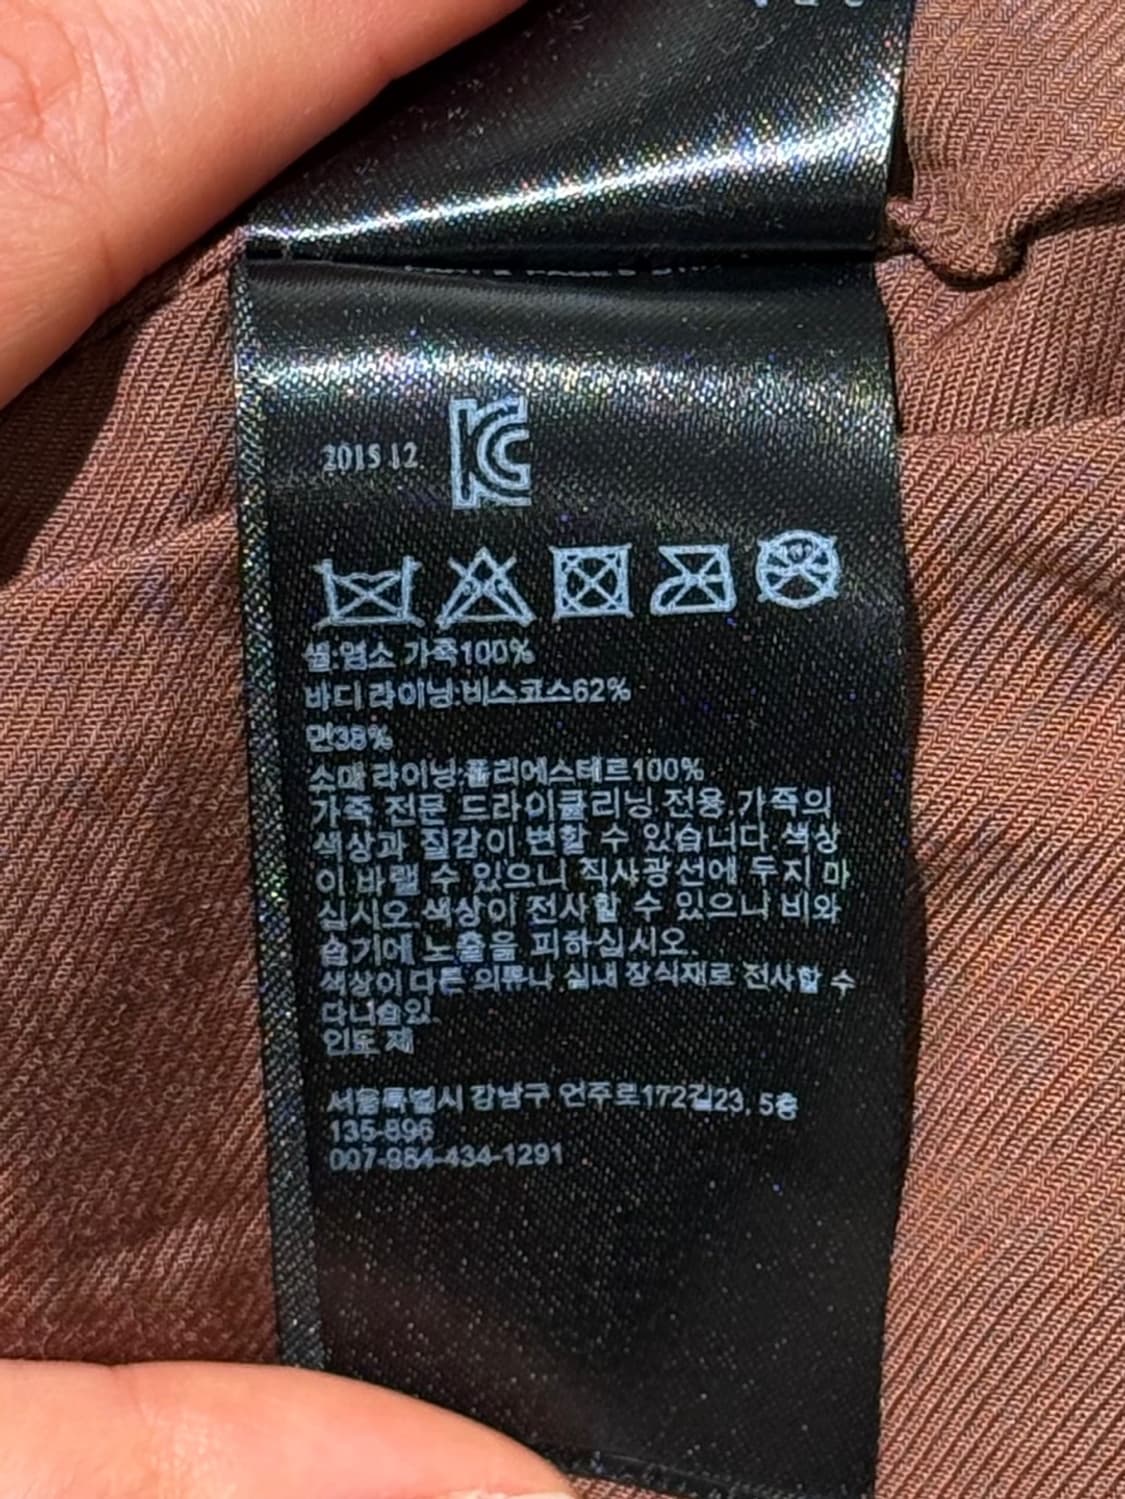 2015 12
셸:염소 가죽100%
바디 라이닝:비스코스62%
면38%
소매 라이닝:폴리에스테르100%
가죽 전문 드라이클리닝 전용.가죽의
색상과 질감이 변할 수 있습니다 색상
이 바랠 수 있으니 직사광선에 두지 마
십시오.색상이 전사할 수 있으니 비와
습기에 노출을 피하십시오.
색상이 다른 의류나 실내 장식재로 전사할 수
다니습있.
인도 제
서울특별시 강남구 언주로172길23, 5층
135-896
007-984-434-1291